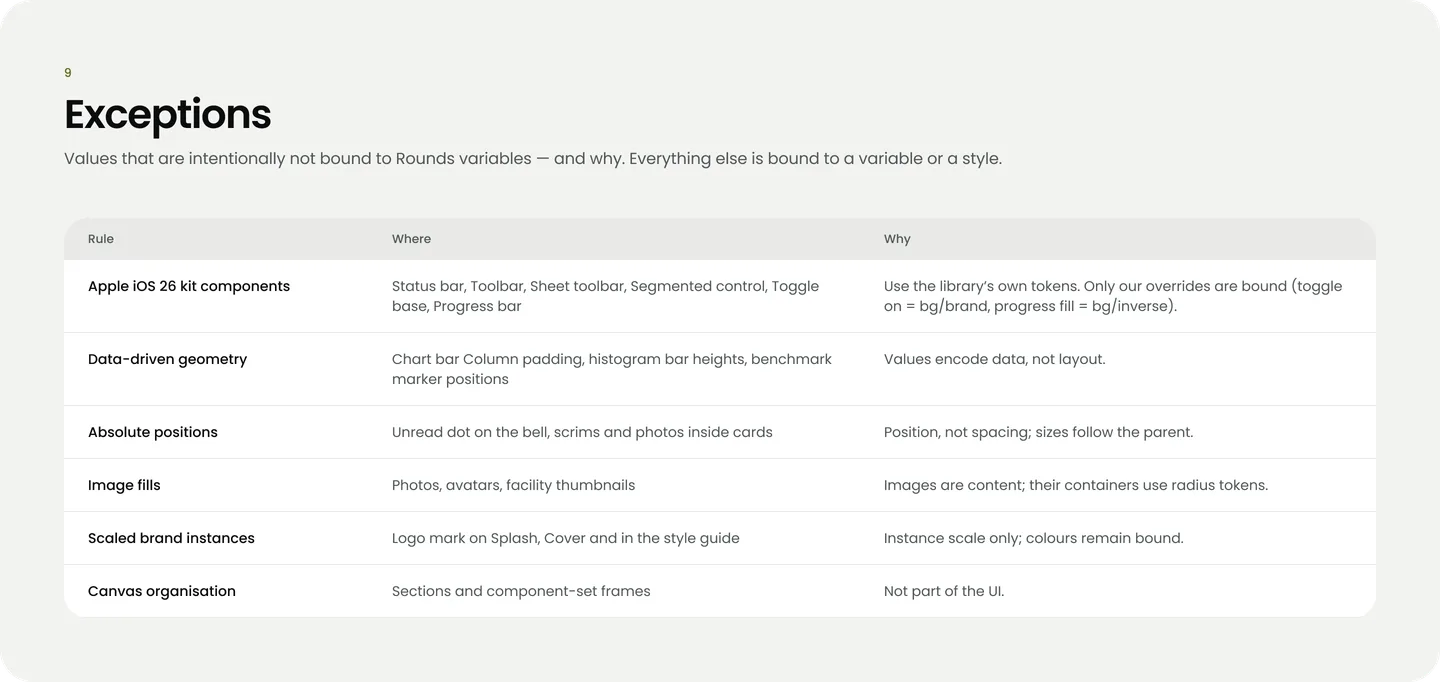 9
Exceptions
Values that are intentionally not bound to Rounds variables — and why. Everything else is bound to a variable or a style.
Rule
Where
Why
Apple iOS 26 kit components
Status bar, Toolbar, Sheet toolbar, Segmented control, Toggle
base, Progress bar
Use the library’s own tokens. Only our overrides are bound (toggle
on = bg/brand, progress fill = bg/inverse).
Data-driven geometry
Chart bar Column padding, histogram bar heights, benchmark
marker positions
Values encode data, not layout.
Absolute positions
Unread dot on the bell, scrims and photos inside cards
Position, not spacing; sizes follow the parent.
Image fills
Photos, avatars, facility thumbnails
Images are content; their containers use radius tokens.
Scaled brand instances
Logo mark on Splash, Cover and in the style guide
Instance scale only; colours remain bound.
Canvas organisation
Sections and component-set frames
Not part of the UI.